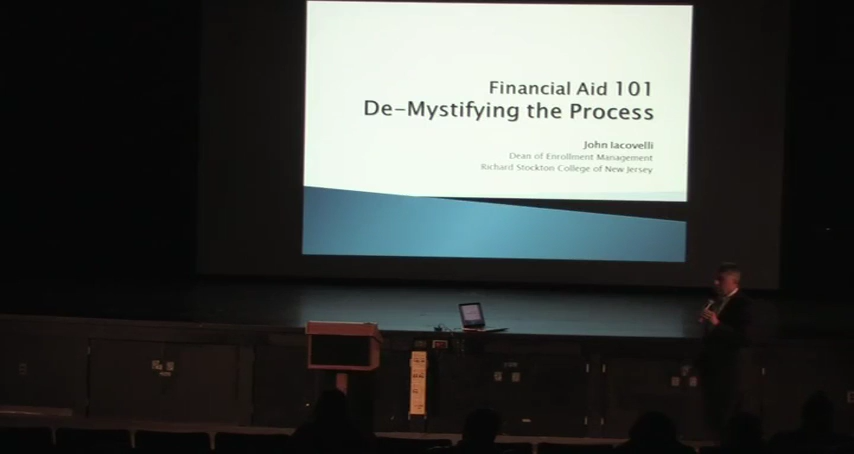 Financial Aid 101
De-Mystifying the Process
John Iacovelli
Dean of Enrollment Management
Richard Stockton College of New Jersey